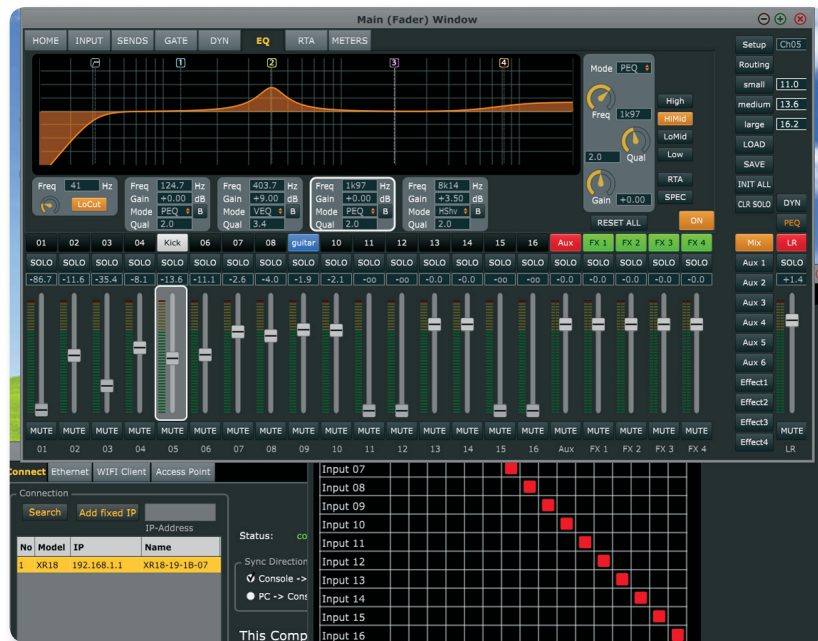 Main (Fader) Window
HOME INPUT SENDS GATE DYN EQ RTA METERS
Setup Ch05
Routing
small 11.0
medium 13.6
large 16.2
LOAD
SAVE
INIT ALL
CLR SOLO DYN
PEQ
1 2 3 4
Mode PEQ
Freq 1k97
2.0 Qual
Gain +0.00
High
HiMid
LoMid
Low
RTA
SPEC
RESET ALL ON
Freq 41 Hz
LoCut
Freq 124.7 Hz
Gain +0.00 dB
Mode PEQ B
Qual 2.0
Freq 403.7 Hz
Gain +9.00 dB
Mode VEQ B
Qual 3.4
Freq 1k97 Hz
Gain +0.00 dB
Mode PEQ B
Qual 2.0
Freq 8k14 Hz
Gain +3.50 dB
Mode HShv B
Qual 2.0
01 02 03 04 Kick 06 07 08 guitar 10 11 12 13 14 15 16 Aux FX 1 FX 2 FX 3 FX 4 Mix LR
SOLO SOLO SOLO SOLO SOLO SOLO SOLO SOLO SOLO SOLO SOLO SOLO SOLO SOLO SOLO SOLO SOLO SOLO SOLO SOLO SOLO Aux 1 SOLO
-86.7 -11.6 -35.4 -8.1 -13.6 -11.1 -2.6 -4.0 -1.9 -2.1 -oo -oo -0.0 -0.0 -oo -oo -0.0 -0.0 -0.0 -0.0 -0.0 Aux 2 +1.4
Aux 3
Aux 4
Aux 5
Aux 6
Effect1
Effect2
Effect3
MUTE MUTE MUTE MUTE MUTE MUTE MUTE MUTE MUTE MUTE MUTE MUTE MUTE MUTE MUTE MUTE MUTE MUTE MUTE MUTE MUTE MUTE
Effect4
01 02 03 04 05 06 07 08 09 10 11 12 13 14 15 16 Aux FX 1 FX 2 FX 3 FX 4 LR
Connect Ethernet WIFI Client Access Point
Connection
Search Add fixed IP
IP-Address
No Model IP Name
1 XR18 192.168.1.1 XR18-19-1B-07
Status: co
Sync Direction
Console ->
PC -> Cons
This Comp
Input 07
Input 08
Input 09
Input 10
Input 11
Input 12
Input 13
Input 14
Input 15
Input 16